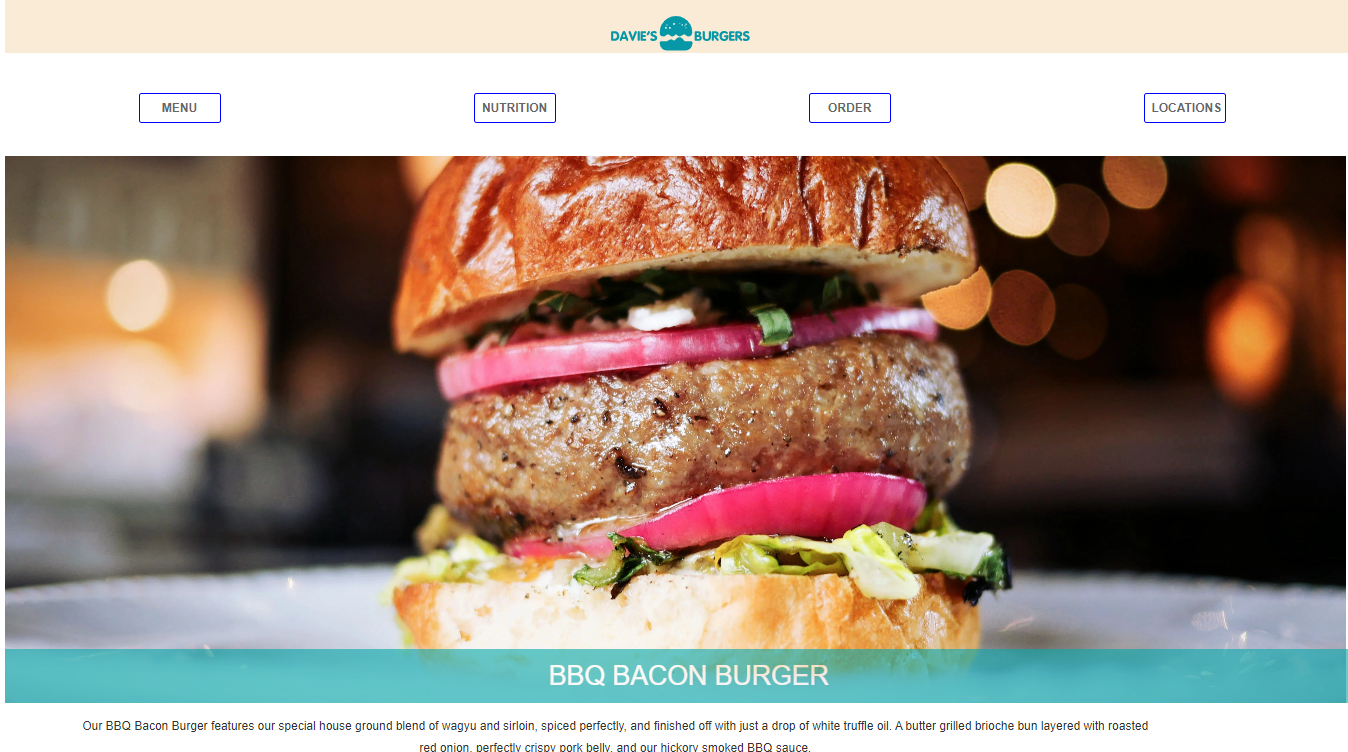 DAVIE'S BURGERS
MENU NUTRITION ORDER LOCATIONS
BBQ BACON BURGER
Our BBQ Bacon Burger features our special house ground blend of wagyu and sirloin, spiced perfectly, and finished off with just a drop of white truffle oil. A butter grilled brioche bun layered with roasted
red onion, perfectly crispy pork belly, and our hickory smoked BBQ sauce.